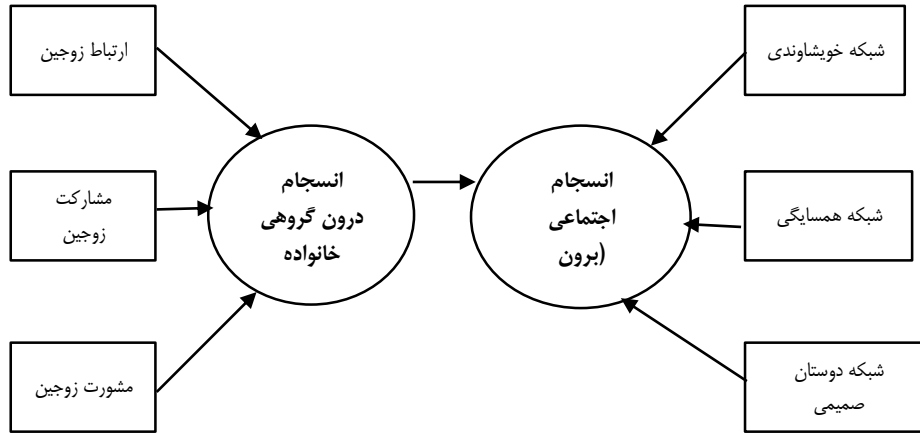 شبکه خویشاوندی
ارتباط زوجین
انسجام
اجتماعی
(برون
انسجام
درون گروهی
خانواده
شبکه همسایگی
مشارکت
زوجین
شبکه دوستان
صمیمی
مشورت زوجین